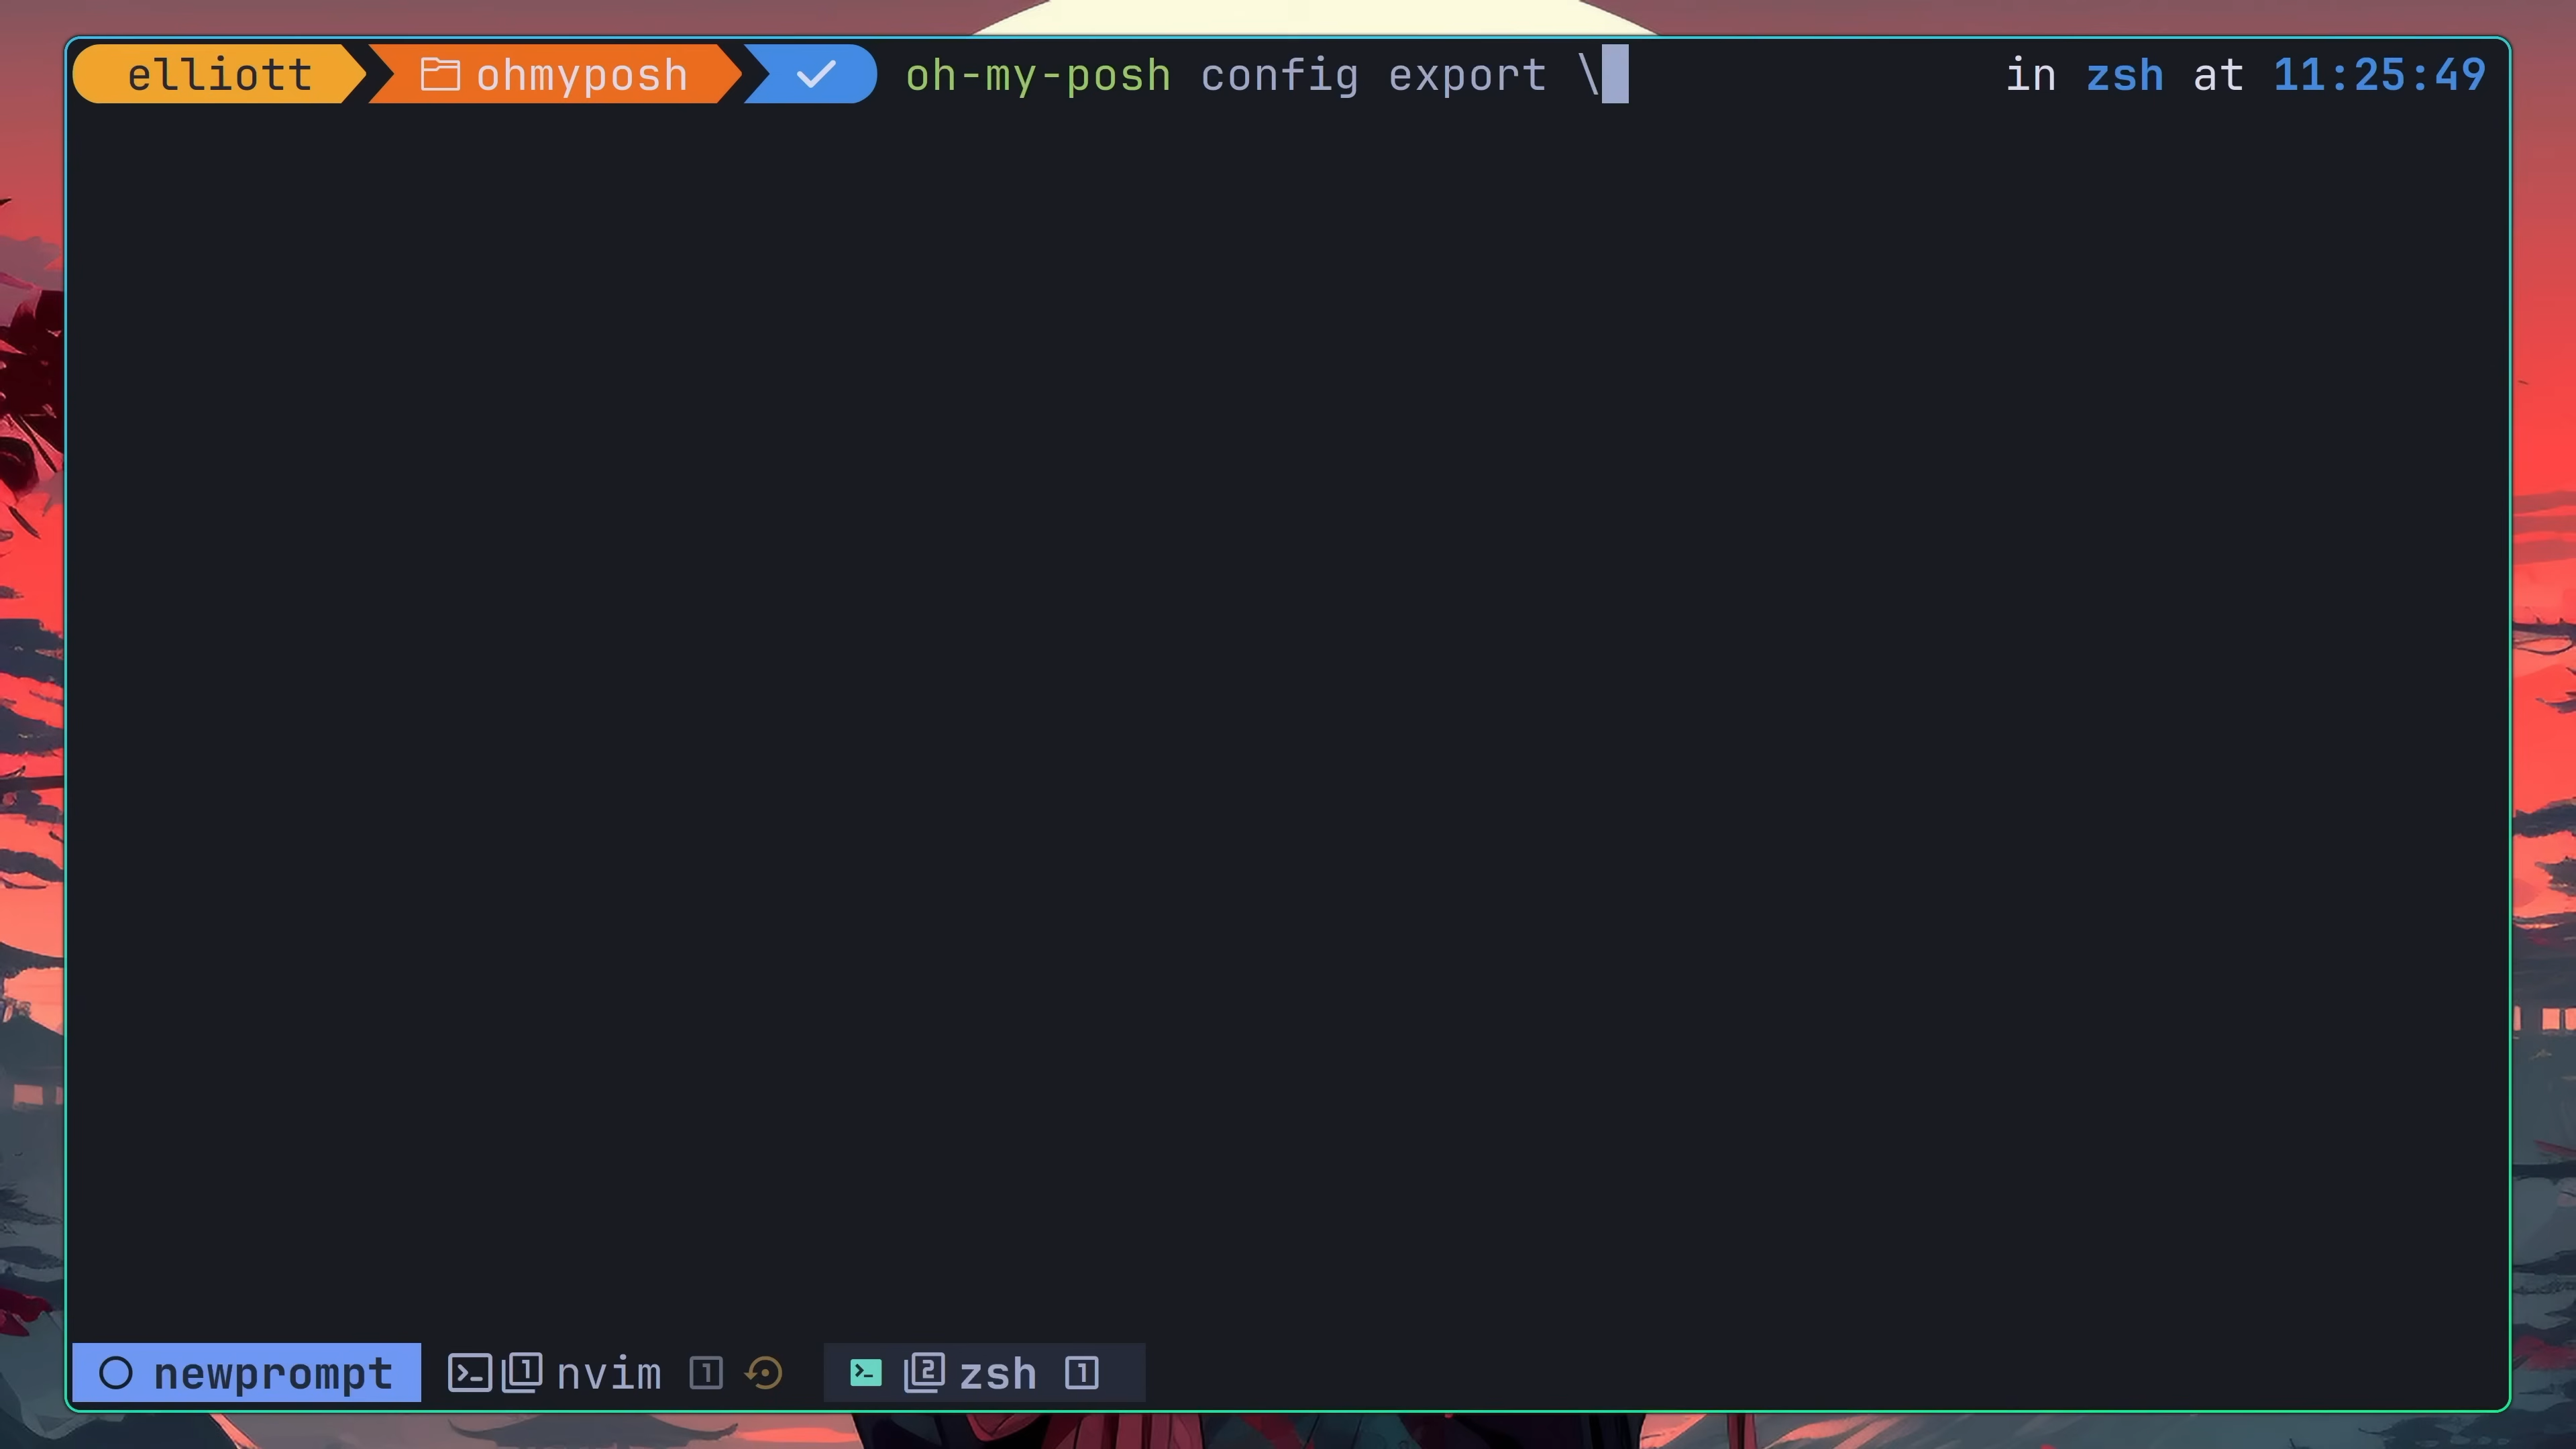 elliott ohmyposh oh-my-posh config export \ in zsh at 11:25:49
newprompt 1 nvim 1 2 zsh 1